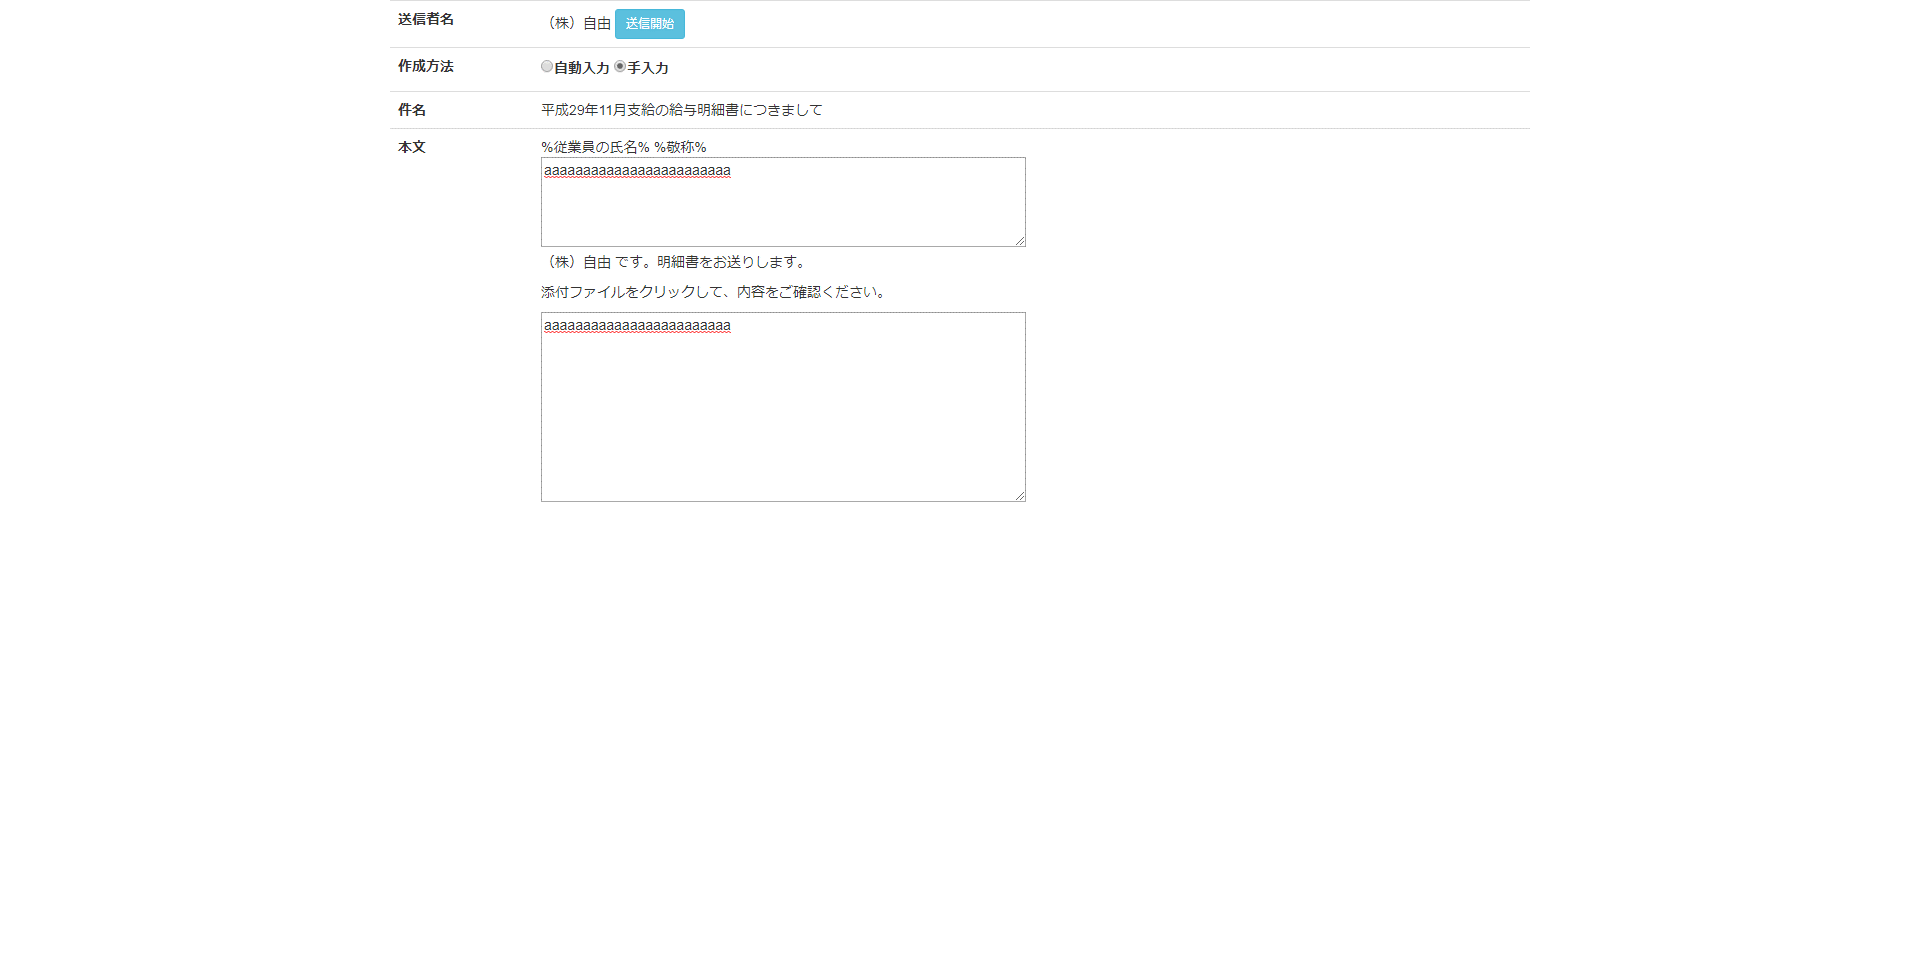 送信者名 （株）自由 送信開始
作成方法 自動入力 手入力
件名 平成29年11月支給の給与明細書につきまして
本文 %従業員の氏名% %敬称%
aaaaaaaaaaaaaaaaaaaaaaaa
（株）自由 です。明細書をお送りします。
添付ファイルをクリックして、内容をご確認ください。
aaaaaaaaaaaaaaaaaaaaaaaa